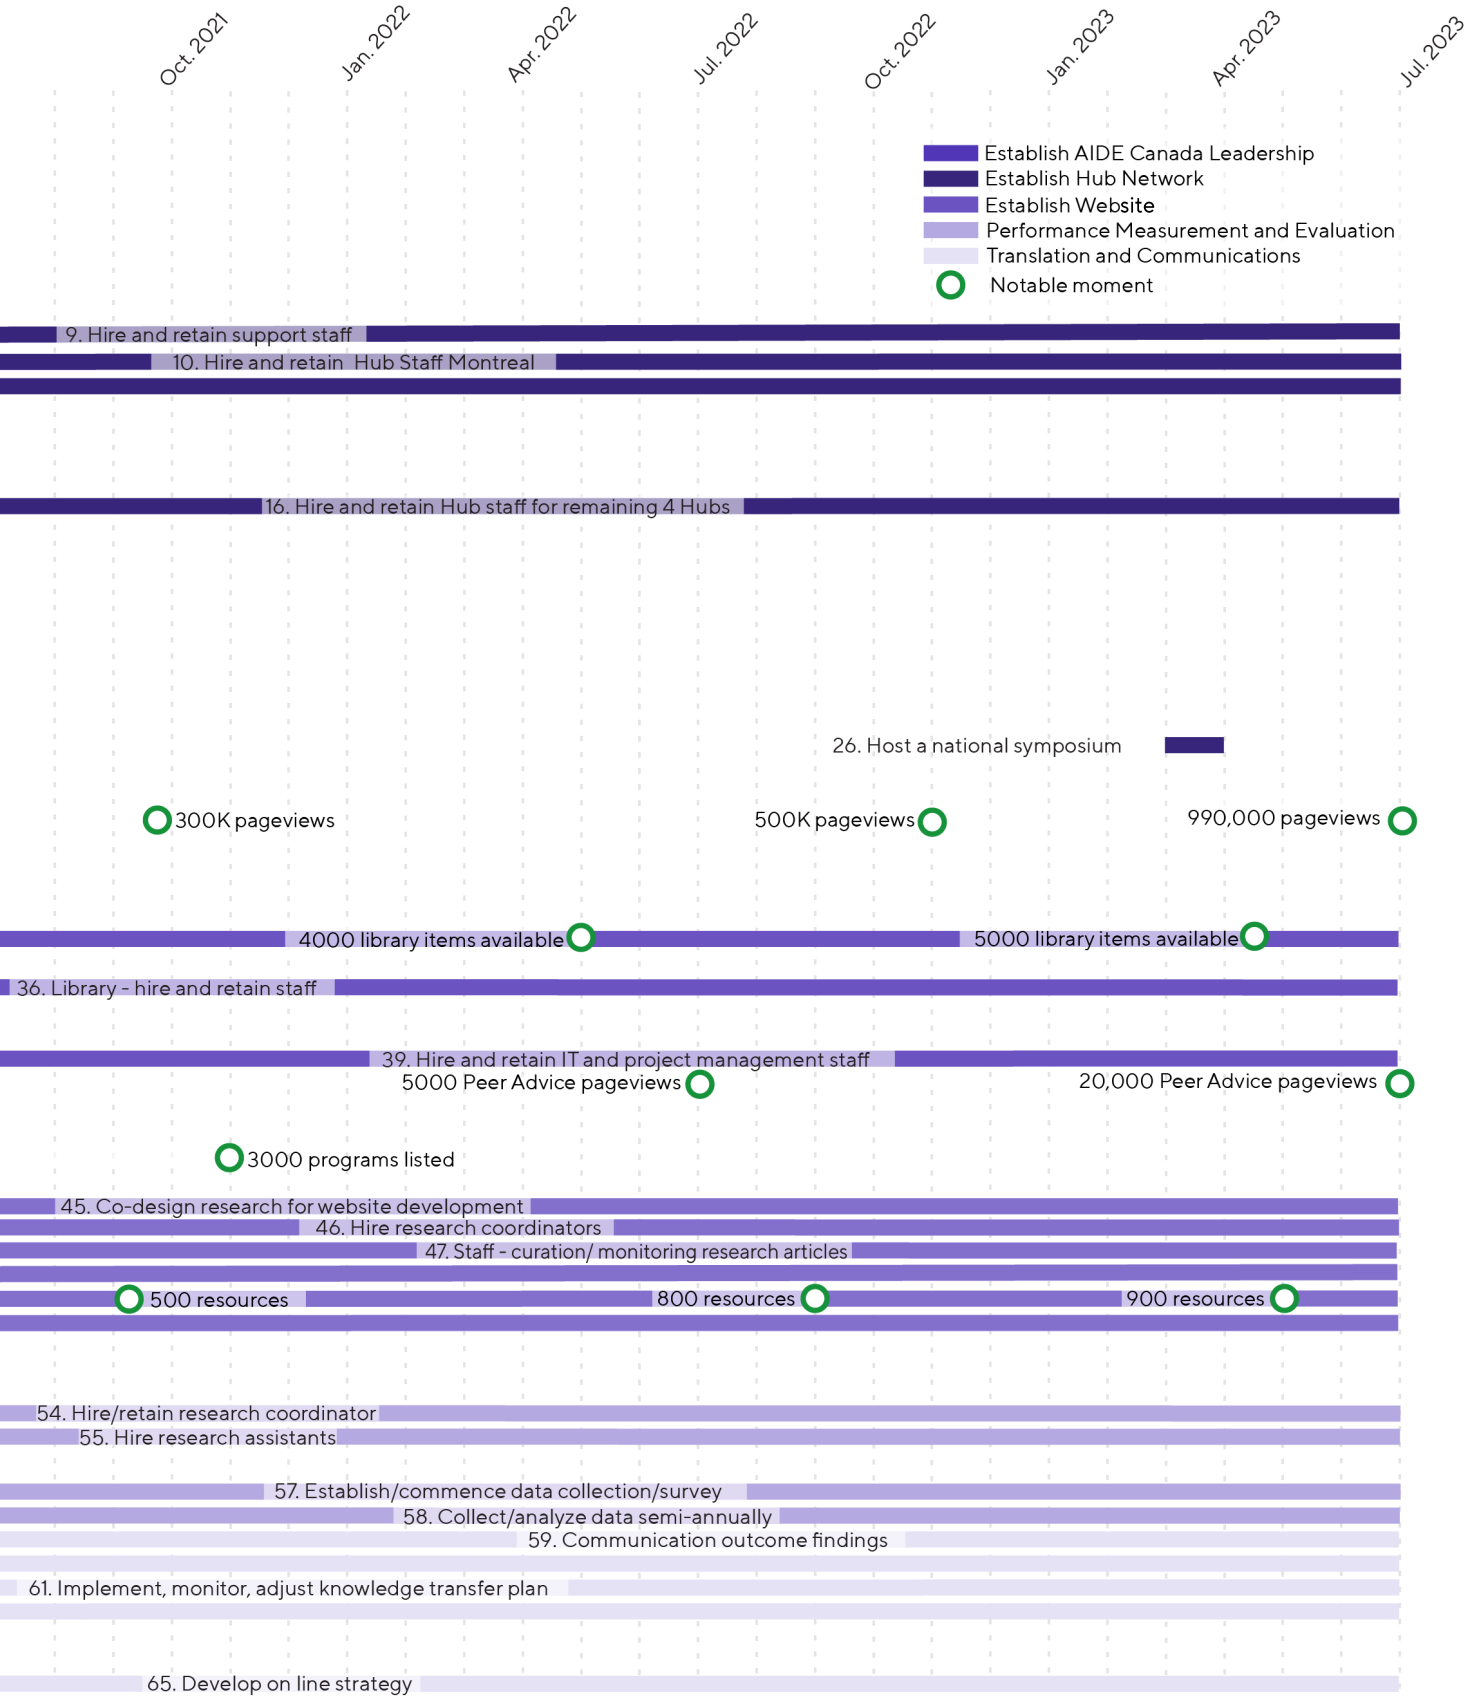 Oct. 2021
Jan. 2022
Apr. 2022
Jul. 2022
Oct. 2022
Jan. 2023
Apr. 2023
Jul. 2023
Establish AIDE Canada Leadership
Establish Hub Network
Establish Website
Performance Measurement and Evaluation
Translation and Communications
Notable moment
9. Hire and retain support staff
10. Hire and retain Hub Staff Montreal
16. Hire and retain Hub staff for remaining 4 Hubs
26. Host a national symposium
300K pageviews
500K pageviews
990,000 pageviews
4000 library items available
5000 library items available
36. Library - hire and retain staff
39. Hire and retain IT and project management staff
5000 Peer Advice pageviews
20,000 Peer Advice pageviews
3000 programs listed
45. Co-design research for website development
46. Hire research coordinators
47. Staff - curation/ monitoring research articles
500 resources
800 resources
900 resources
54. Hire/retain research coordinator
55. Hire research assistants
57. Establish/commence data collection/survey
58. Collect/analyze data semi-annually
59. Communication outcome findings
61. Implement, monitor, adjust knowledge transfer plan
65. Develop on line strategy